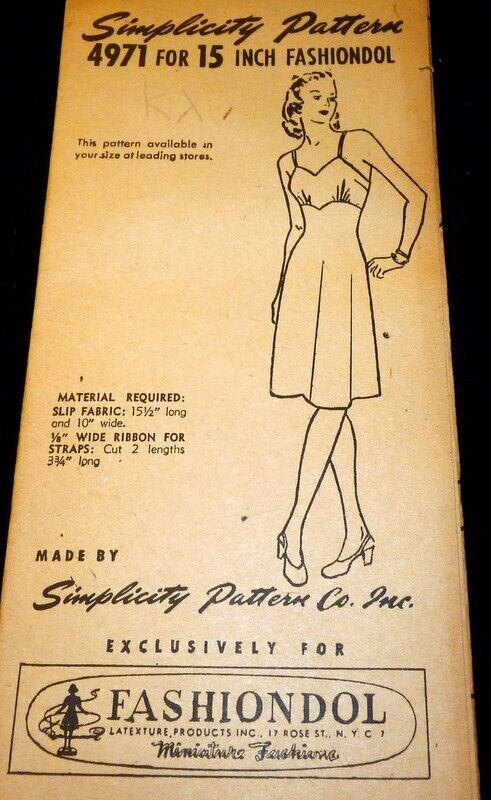 Simplicity Pattern
4971 FOR 15 INCH FASHIONDOL
This pattern available in
your size at leading stores.
MATERIAL REQUIRED:
SLIP FABRIC: 15½" long
and 10" wide.
⅛" WIDE RIBBON FOR
STRAPS: Cut 2 lengths
3¾" long
MADE BY
Simplicity Pattern Co. Inc.
EXCLUSIVELY FOR
FASHIONDOL
LATEXTURE, PRODUCTS INC., 17 ROSE ST., N. Y. C 7
Miniature Fashions